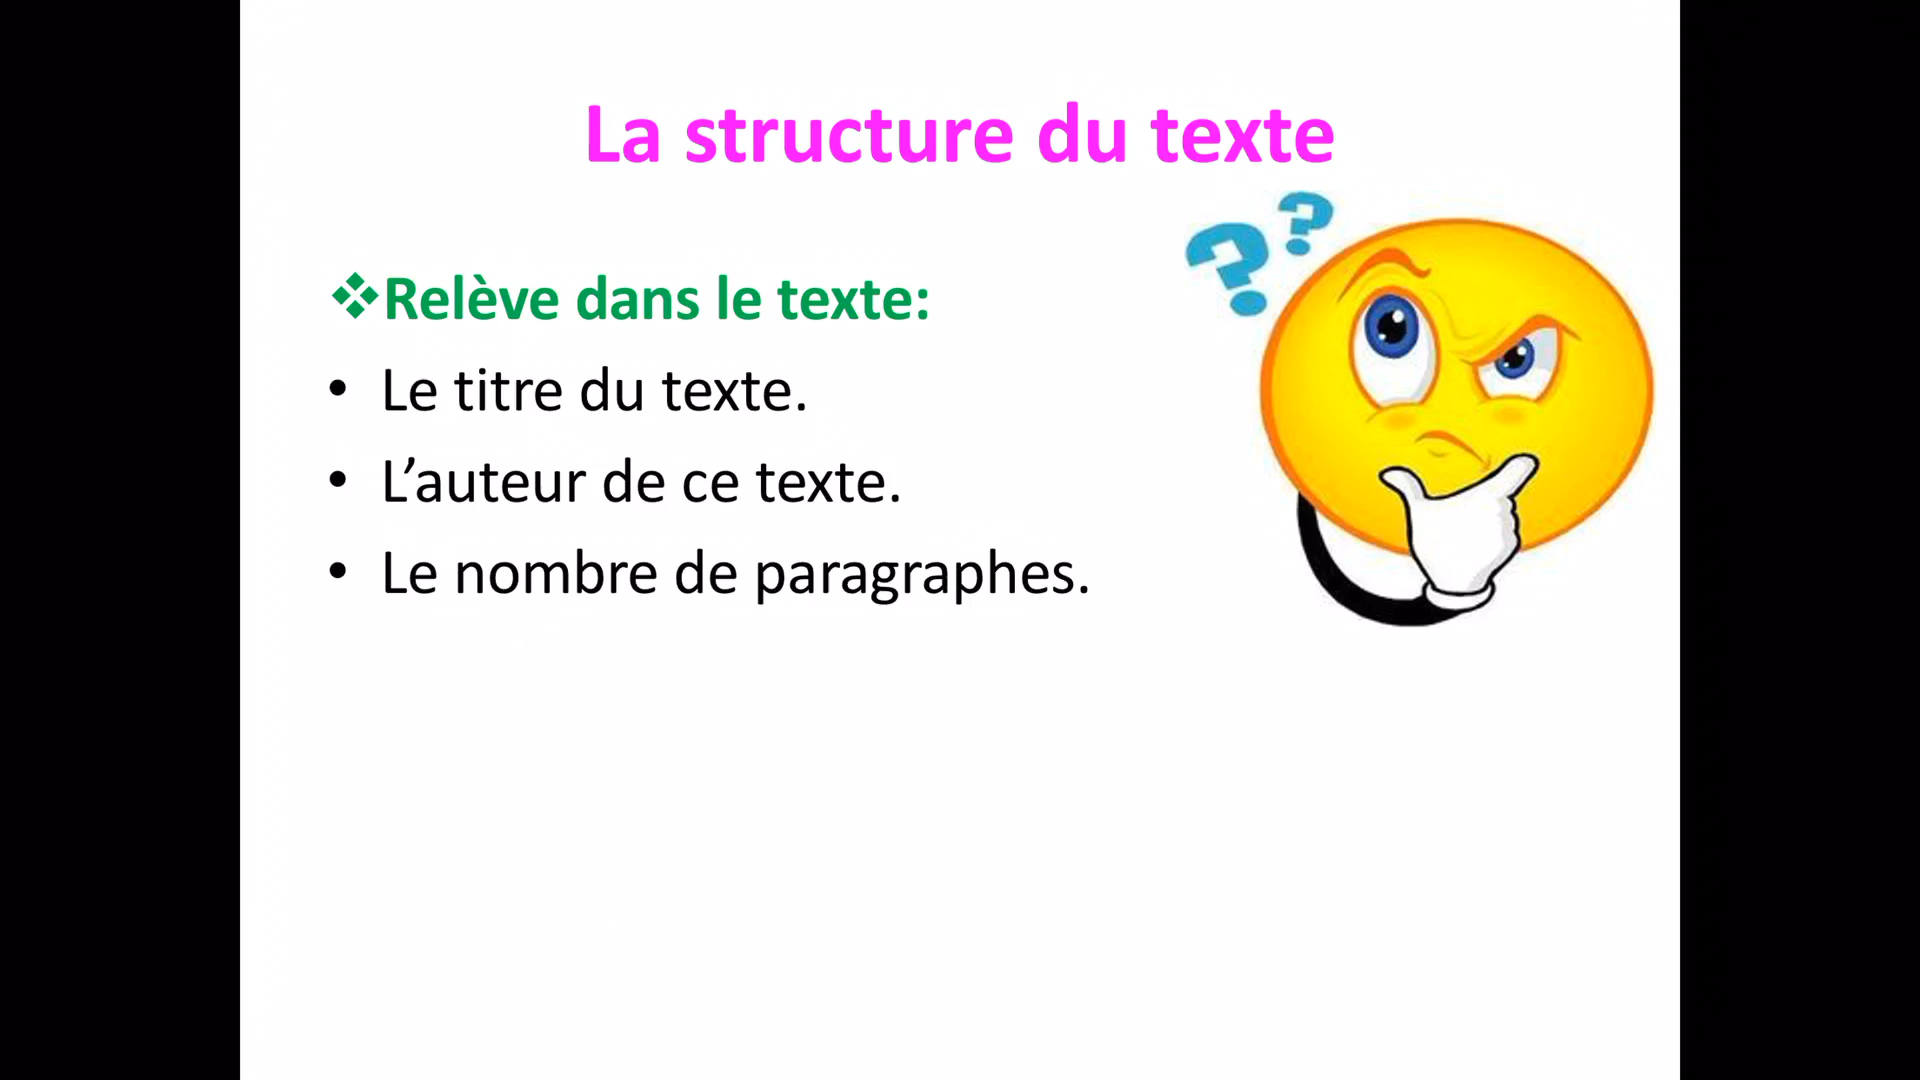 La structure du texte
❖Relève dans le texte:
• Le titre du texte.
• L’auteur de ce texte.
• Le nombre de paragraphes.
? ?